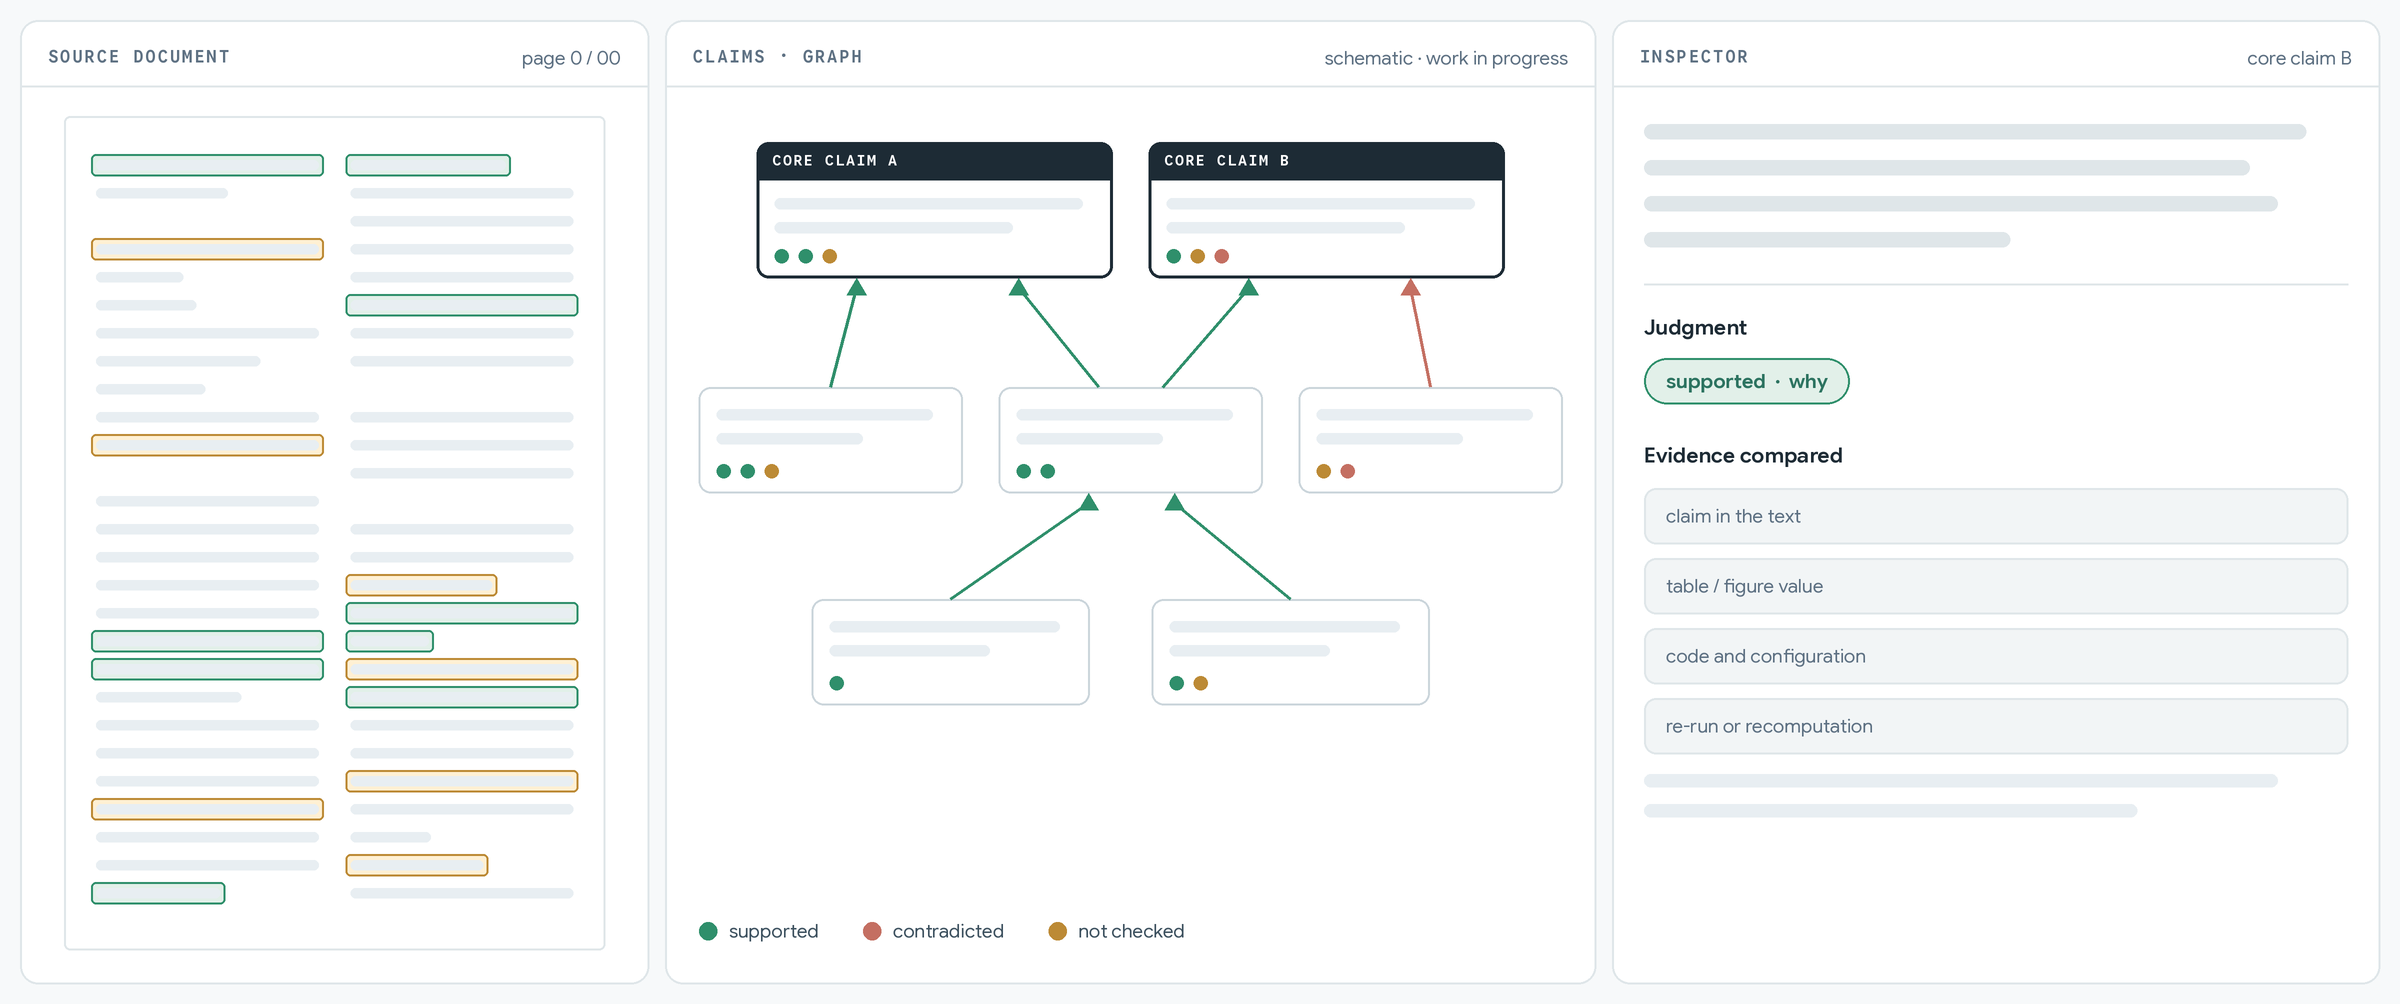 SOURCE DOCUMENT
page 0 / 00
CLAIMS · GRAPH
schematic · work in progress
CORE CLAIM A
CORE CLAIM B
supported
contradicted
not checked
INSPECTOR
core claim B
Judgment
supported · why
Evidence compared
claim in the text
table / figure value
code and configuration
re-run or recomputation